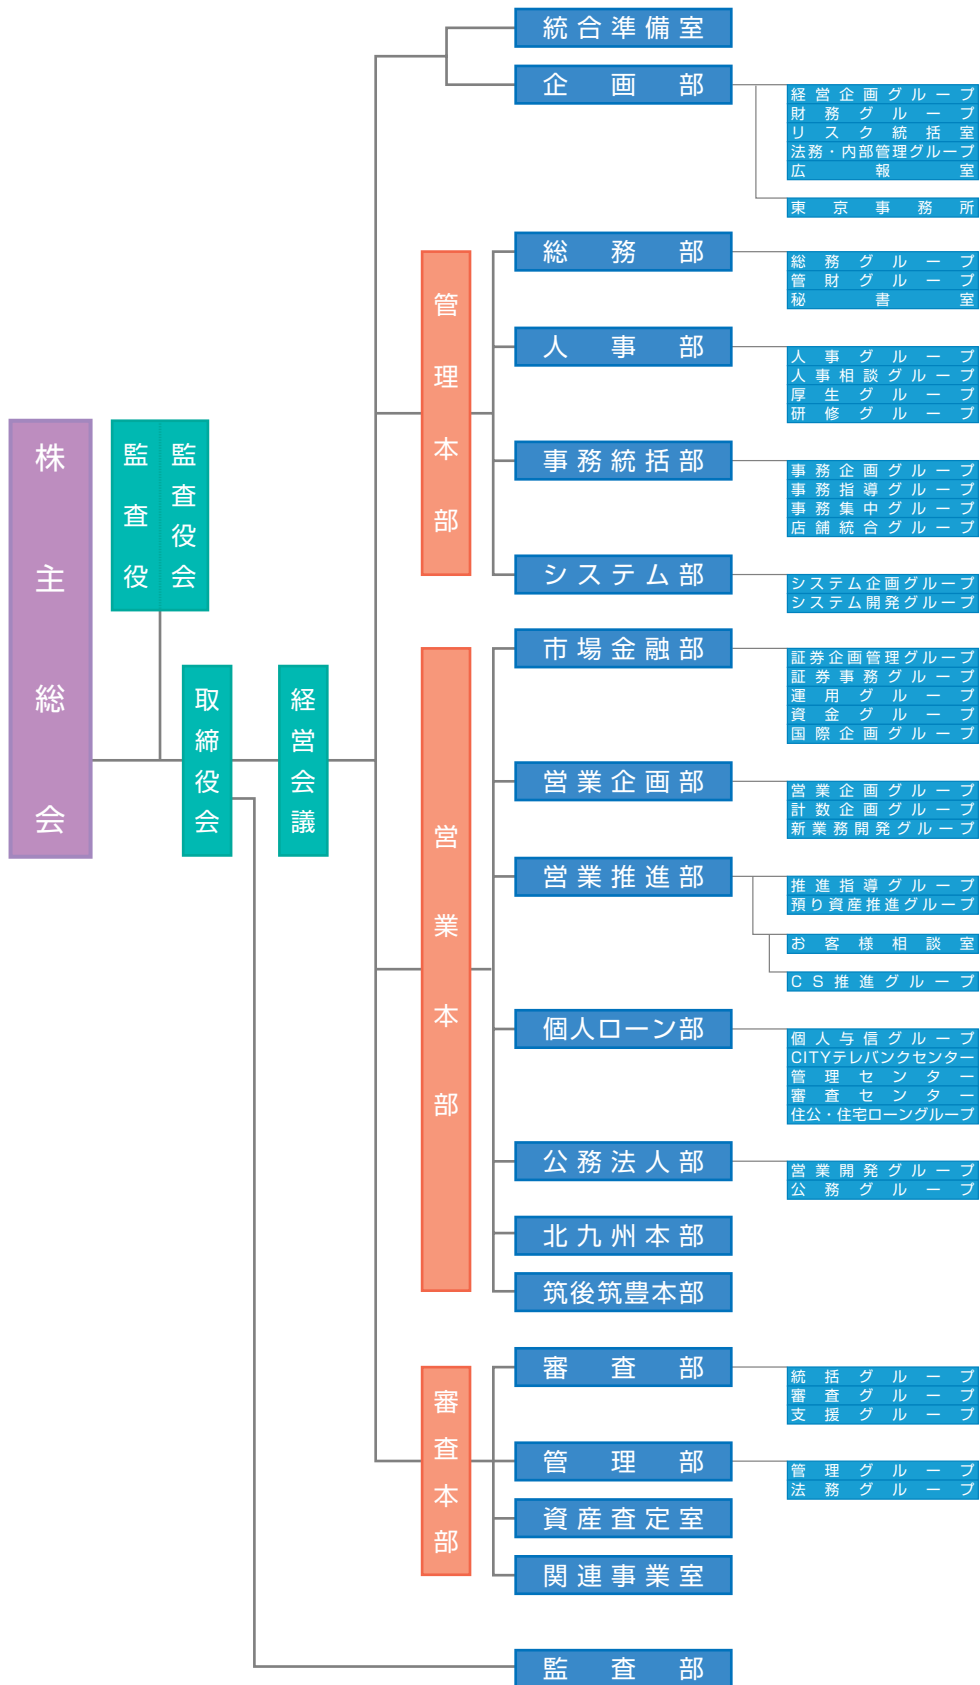 株主総会
監査役
監査役会
取締役会
経営会議
統合準備室
企画部
経営企画グループ
財務グループ
リスク統括室
法務・内部管理グループ
広報室
東京事務所
管理本部
総務部
総務グループ
管財グループ
秘書室
人事部
人事グループ
人事相談グループ
厚生グループ
研修グループ
事務統括部
事務企画グループ
事務指導グループ
事務集中グループ
店舗統合グループ
システム部
システム企画グループ
システム開発グループ
営業本部
市場金融部
証券企画管理グループ
証券事務グループ
運用グループ
資金グループ
国際企画グループ
営業企画部
営業企画グループ
計数企画グループ
新業務開発グループ
営業推進部
推進指導グループ
預り資産推進グループ
お客様相談室
CS推進グループ
個人ローン部
個人与信グループ
CITYテレバンクセンター
管理センター
審査センター
住公・住宅ローングループ
公務法人部
営業開発グループ
公務グループ
北九州本部
筑後筑豊本部
審査本部
審査部
統括グループ
審査グループ
支援グループ
管理部
管理グループ
法務グループ
資産査定室
関連事業室
監査部